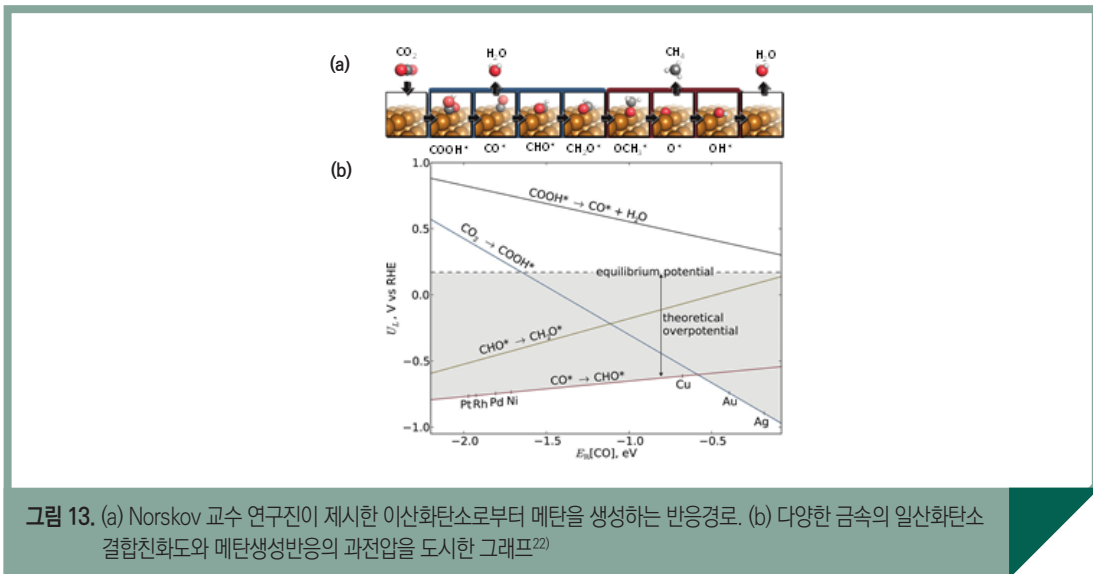 (a)
CO₂ H₂O CH₄ H₂O
COOH* CO* CHO* CH₂O* OCH₃* O* OH*
(b)
1.0
COOH* → CO* + H₂O
0.5
CO₂ → COOH*
equilibrium potential
U_L, V vs RHE
0.0
theoretical
overpotential
CHO* → CH₂O*
−0.5
CO* → CHO*
Cu
Pt Rh Pd Ni
Au
Ag
−1.0
−2.0 −1.5 −1.0 −0.5
E_B[CO], eV
그림 13. (a) Norskov 교수 연구진이 제시한 이산화탄소로부터 메탄을 생성하는 반응경로. (b) 다양한 금속의 일산화탄소
결합친화도와 메탄생성반응의 과전압을 도시한 그래프²²⁾